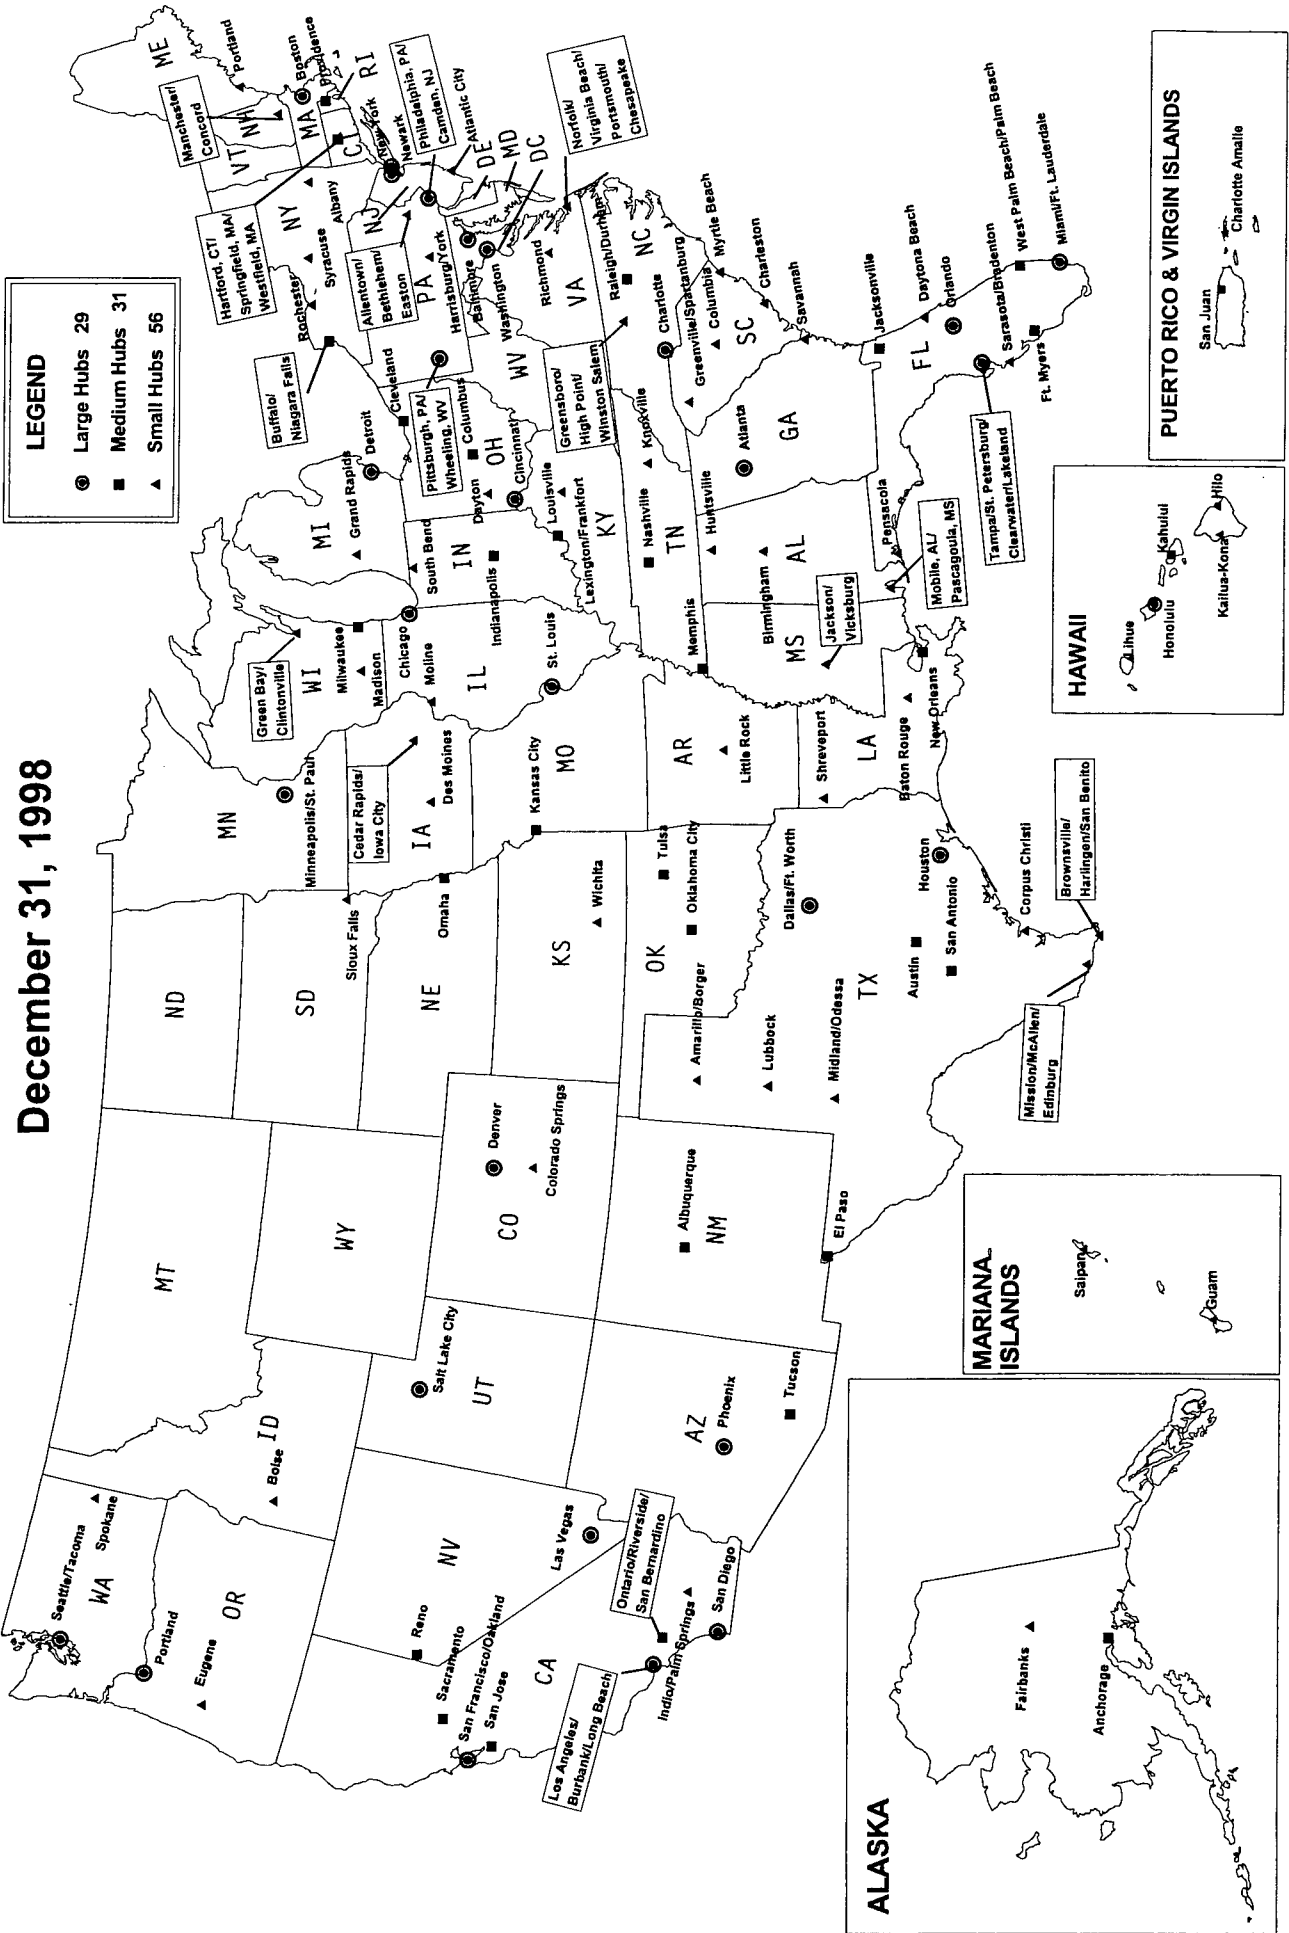 December 31, 1998
LEGEND
Large Hubs 29
Medium Hubs 31
Small Hubs 56
WA
Seattle/Tacoma
Spokane
OR
Portland
Eugene
ID
Boise
MT
WY
ND
SD
Sioux Falls
NE
Omaha
MN
Minneapolis/St. Paul
WI
Green Bay/
Clintonville
Milwaukee
Madison
MI
Grand Rapids
Detroit
IA
Cedar Rapids/
Iowa City
Des Moines
IL
Chicago
Moline
IN
South Bend
Indianapolis
OH
Cleveland
Columbus
Dayton
Cincinnati
NV
Reno
Las Vegas
CA
Sacramento
San Francisco/Oakland
San Jose
Los Angeles/
Burbank/Long Beach
Ontario/Riverside/
San Bernardino
Indio/Palm Springs
San Diego
UT
Salt Lake City
CO
Denver
Colorado Springs
AZ
Phoenix
Tucson
NM
Albuquerque
KS
Wichita
MO
Kansas City
St. Louis
OK
Tulsa
Oklahoma City
TX
Amarillo/Borger
Lubbock
Midland/Odessa
El Paso
Dallas/Ft. Worth
Austin
San Antonio
Houston
Corpus Christi
Brownsville/
Harlingen/San Benito
Mission/McAllen/
Edinburg
AR
Little Rock
LA
Shreveport
Baton Rouge
New Orleans
MS
Jackson/
Vicksburg
AL
Huntsville
Birmingham
Mobile, AL/
Pascagoula, MS
TN
Memphis
Nashville
Knoxville
KY
Louisville
Lexington/Frankfort
GA
Atlanta
Savannah
FL
Pensacola
Jacksonville
Daytona Beach
Orlando
Tampa/St. Petersburg/
Clearwater/Lakeland
Sarasota/Bradenton
Ft. Myers
West Palm Beach/Palm Beach
Miami/Ft. Lauderdale
SC
Greenville/Spartanburg
Columbia
Myrtle Beach
Charleston
NC
Charlotte
Raleigh/Durham
Greensboro/
High Point/
Winston Salem
VA
Richmond
Norfolk/
Virginia Beach/
Portsmouth/
Chesapeake
WV
Washington
Baltimore
DC
MD
DE
PA
Pittsburgh, PA/
Wheeling, WV
Harrisburg/York
Allentown/
Bethlehem/
Easton
Philadelphia, PA/
Camden, NJ
NJ
Atlantic City
Newark
New York
NY
Buffalo/
Niagara Falls
Rochester
Syracuse
Albany
CT
Hartford, CT/
Springfield, MA/
Westfield, MA
RI
Providence
MA
Boston
VT
NH
Manchester/
Concord
ME
Portland
ALASKA
Fairbanks
Anchorage
MARIANA
ISLANDS
Saipan
Guam
HAWAII
Lihue
Honolulu
Kahului
Kailua-Kona
Hilo
PUERTO RICO & VIRGIN ISLANDS
San Juan
Charlotte Amalie